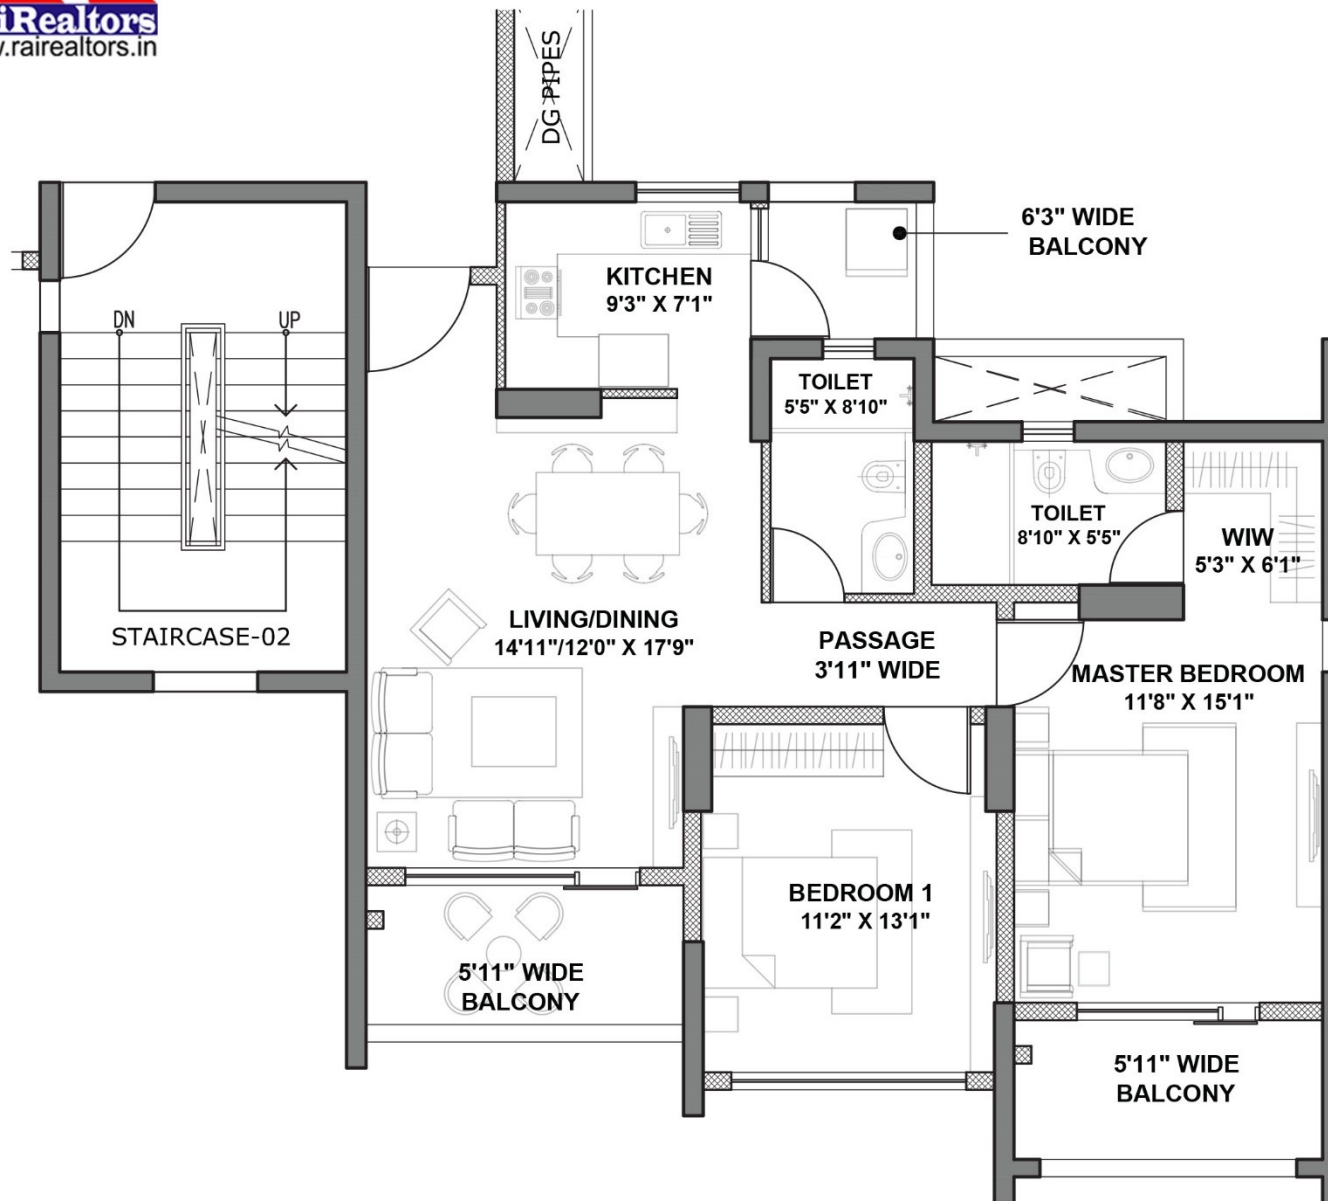 iRealtors
.rairealtors.in
DG PIPES
6'3" WIDE
BALCONY
KITCHEN
9'3" X 7'1"
DN
UP
TOILET
5'5" X 8'10"
TOILET
8'10" X 5'5"
WIW
5'3" X 6'1"
STAIRCASE-02
LIVING/DINING
14'11"/12'0" X 17'9"
PASSAGE
3'11" WIDE
MASTER BEDROOM
11'8" X 15'1"
BEDROOM 1
11'2" X 13'1"
5'11" WIDE
BALCONY
5'11" WIDE
BALCONY